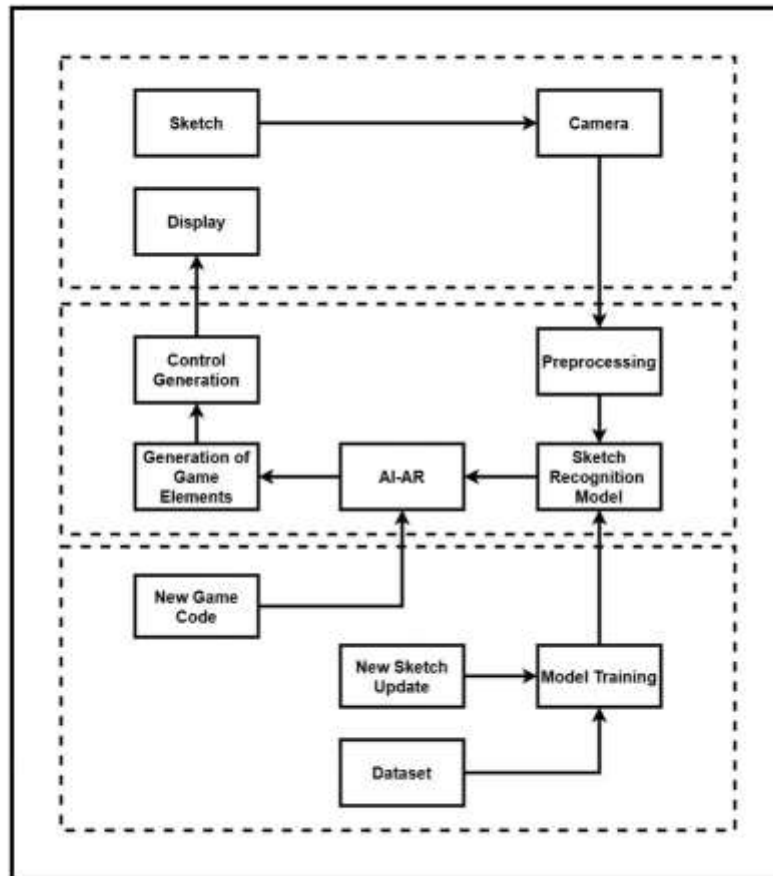 Sketch
Camera
Display
Control
Generation
Preprocessing
Generation of
Game
Elements
AI-AR
Sketch
Recognition
Model
New Game
Code
New Sketch
Update
Model Training
Dataset